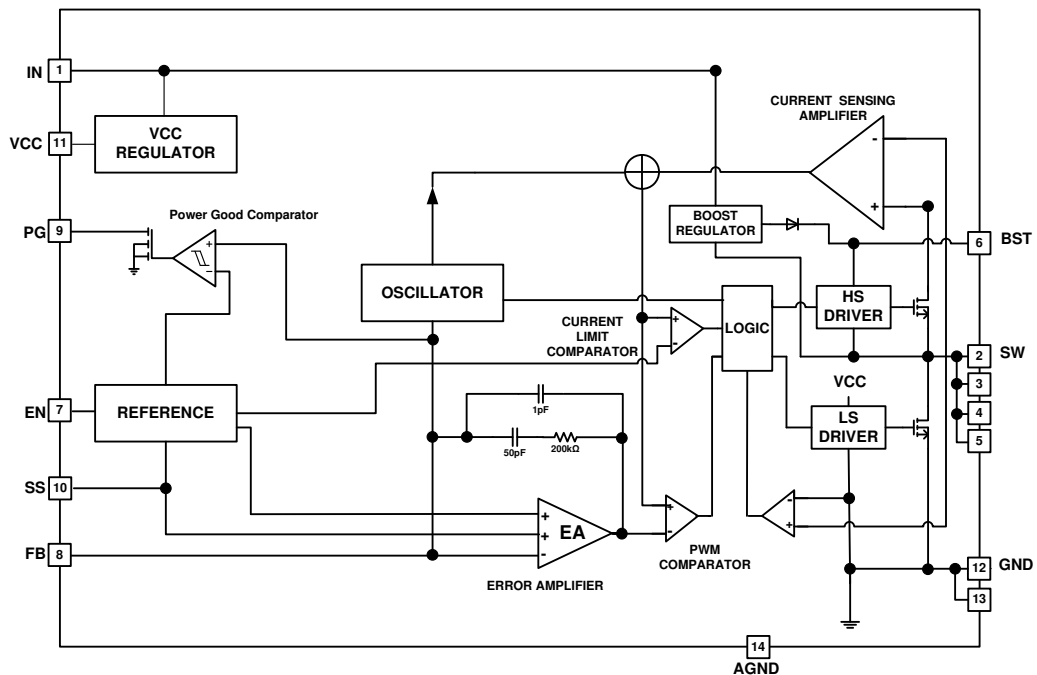 IN
1
CURRENT SENSING
AMPLIFIER
-
+
VCC
11
VCC
REGULATOR
PG
9
Power Good Comparator
+
-
BOOST
REGULATOR
6
BST
OSCILLATOR
HS
DRIVER
LOGIC
CURRENT
LIMIT
COMPARATOR
+
-
2
SW
3
4
5
VCC
LS
DRIVER
EN
7
REFERENCE
1pF
50pF
200kΩ
SS
10
+
+
-
EA
ERROR AMPLIFIER
+
-
PWM
COMPARATOR
-
+
FB
8
12
GND
13
14
AGND